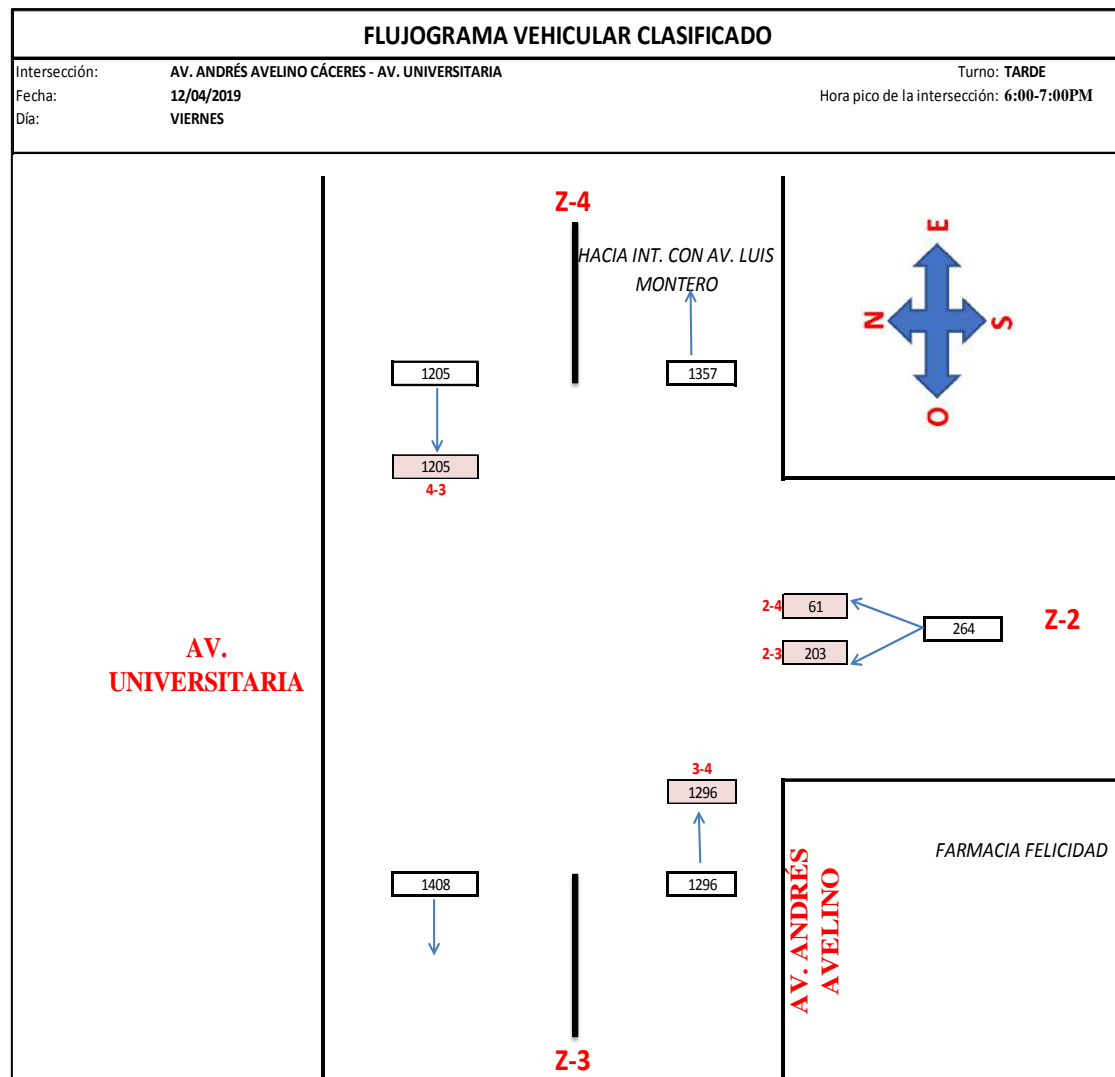 FLUJOGRAMA VEHICULAR CLASIFICADO
Intersección: AV. ANDRÉS AVELINO CÁCERES - AV. UNIVERSITARIA Turno: TARDE
Fecha: 12/04/2019 Hora pico de la intersección: 6:00-7:00PM
Día: VIERNES
Z-4
HACIA INT. CON AV. LUIS
MONTERO
E
N
S
O
1205
1357
1205
4-3
2-4 61
264
Z-2
2-3 203
AV.
UNIVERSITARIA
3-4
1296
1408
1296
AV. ANDRÉS
AVELINO
FARMACIA FELICIDAD
Z-3